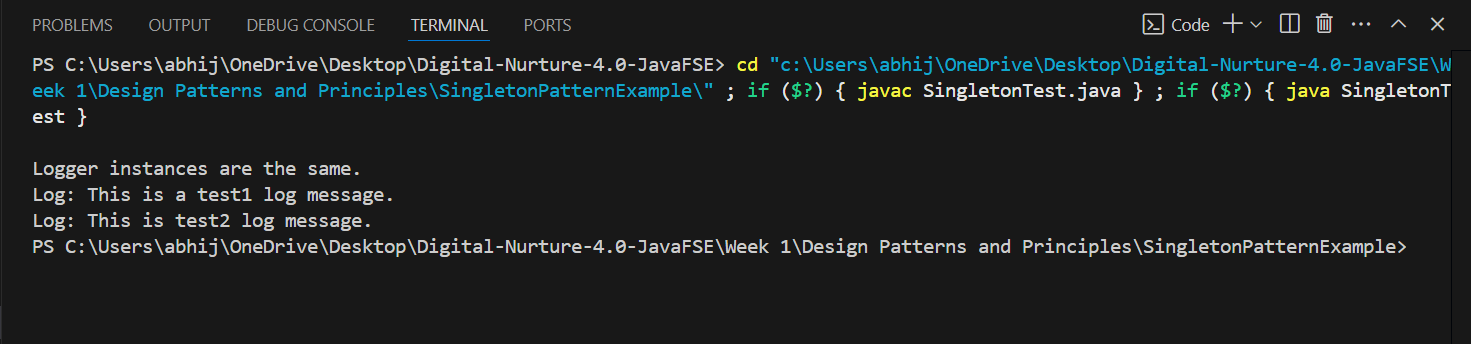 PROBLEMS OUTPUT DEBUG CONSOLE TERMINAL PORTS Code
PS C:\Users\abhij\OneDrive\Desktop\Digital-Nurture-4.0-JavaFSE> cd "c:\Users\abhij\OneDrive\Desktop\Digital-Nurture-4.0-JavaFSE\W
eek 1\Design Patterns and Principles\SingletonPatternExample\" ; if ($?) { javac SingletonTest.java } ; if ($?) { java SingletonT
est }
Logger instances are the same.
Log: This is a test1 log message.
Log: This is test2 log message.
PS C:\Users\abhij\OneDrive\Desktop\Digital-Nurture-4.0-JavaFSE\Week 1\Design Patterns and Principles\SingletonPatternExample>